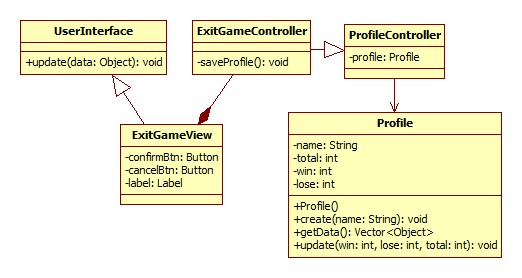 UserInterface
+update(data: Object): void
ExitGameController
-saveProfile(): void
ProfileController
-profile: Profile
ExitGameView
-confirmBtn: Button
-cancelBtn: Button
-label: Label
Profile
-name: String
-total: int
-win: int
-lose: int
+Profile()
+create(name: String): void
+getData(): Vector<Object>
+update(win: int, lose: int, total: int): void